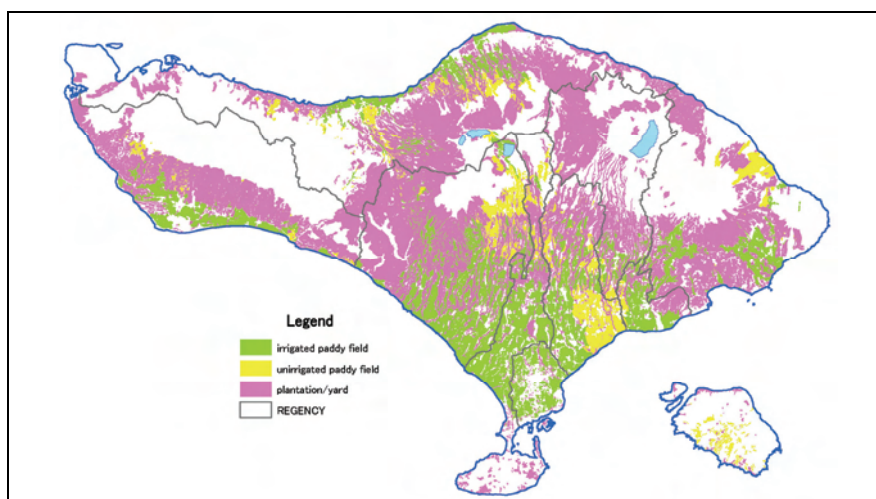 Legend
irrigated paddy field
unirrigated paddy field
plantation/yard
REGENCY